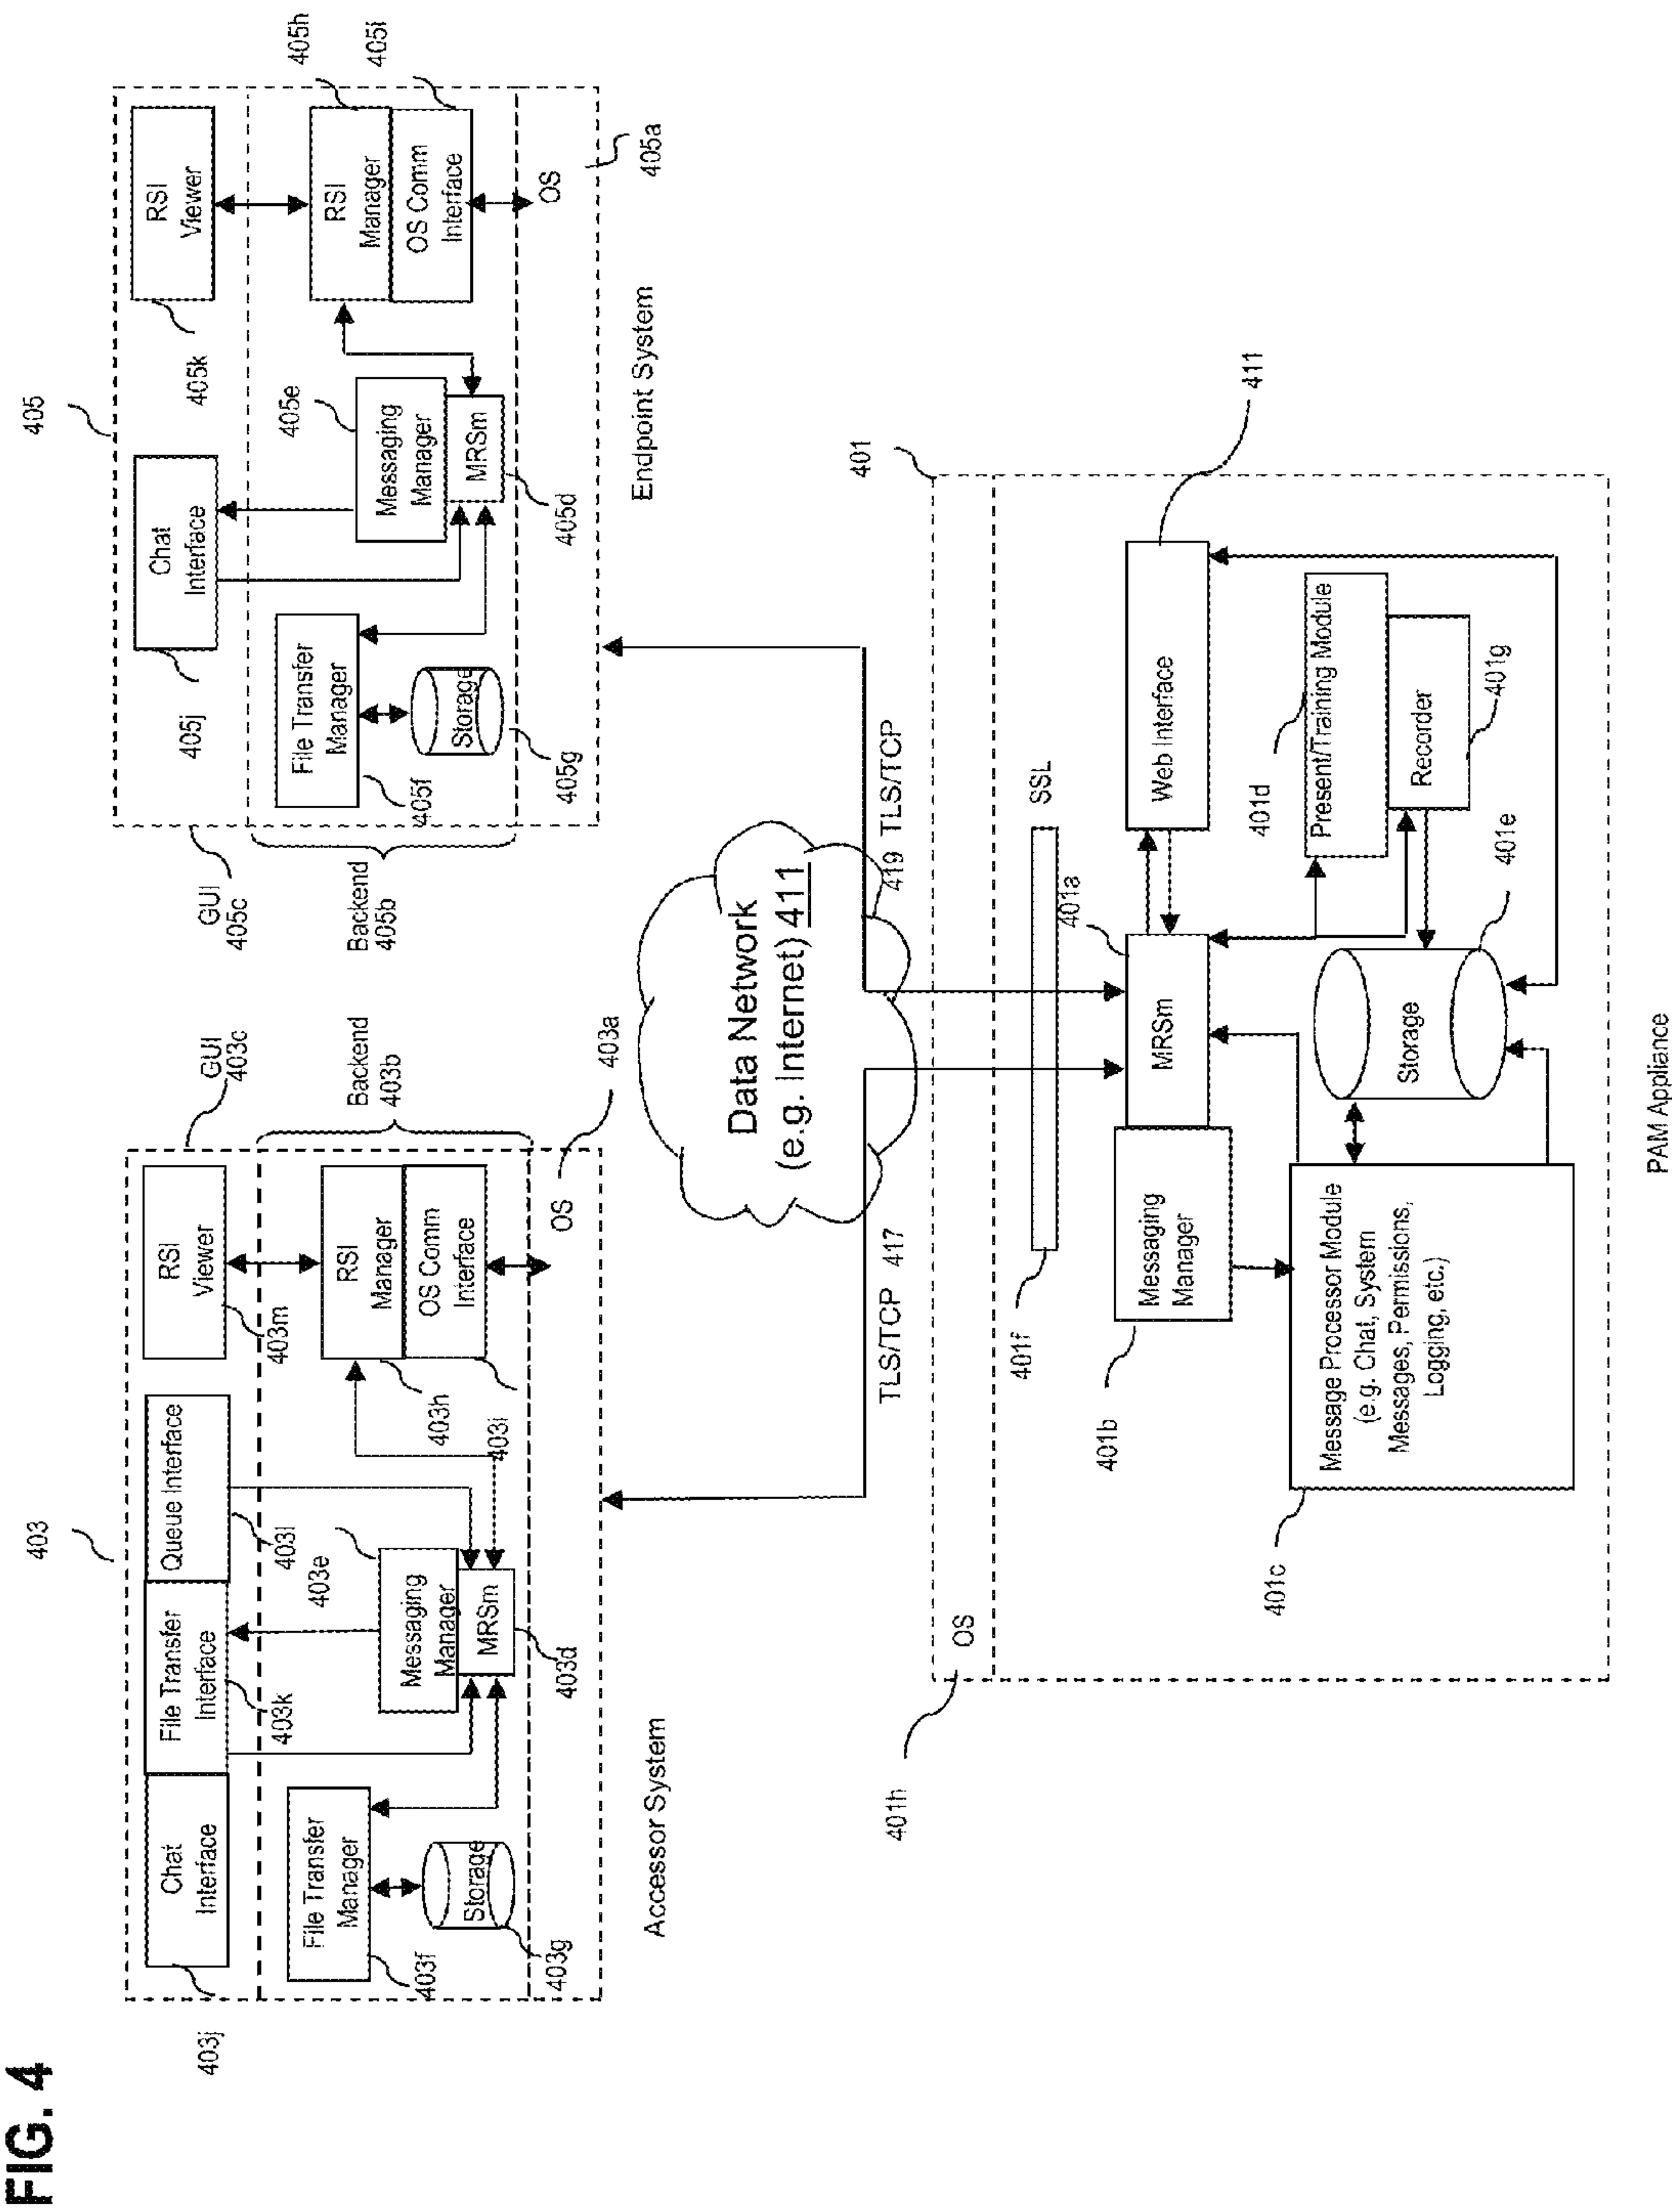 FIG. 4
403
403j
Chat
Interface
File Transfer
Interface
403k
Queue Interface
403l
RSI
Viewer
403m
GUI
403c
File Transfer
Manager
403f
Storage
403g
Messaging
Manager
403e
MRSm
403d
RSI
Manager
403h
OS Comm
Interface
403i
Backend
403b
OS
403a
Accessor System
405
GUI
405c
405j
Chat
Interface
405k
RSI
Viewer
Backend
405b
File Transfer
Manager
405f
Storage
405g
Messaging
Manager
405e
MRSm
405d
RSI
Manager
405h
OS Comm
Interface
405i
OS
405a
Endpoint System
Data Network
(e.g. Internet) 411
TLS/TCP 417
419 TLS/TCP
401
401h
OS
401f
SSL
401b
Messaging
Manager
MRSm
401a
Web Interface
411
401c
Message Processor Module
(e.g. Chat, System
Messages, Permissions,
Logging, etc.)
Storage
401e
401d
Present/Training Module
Recorder
401g
PAM Appliance